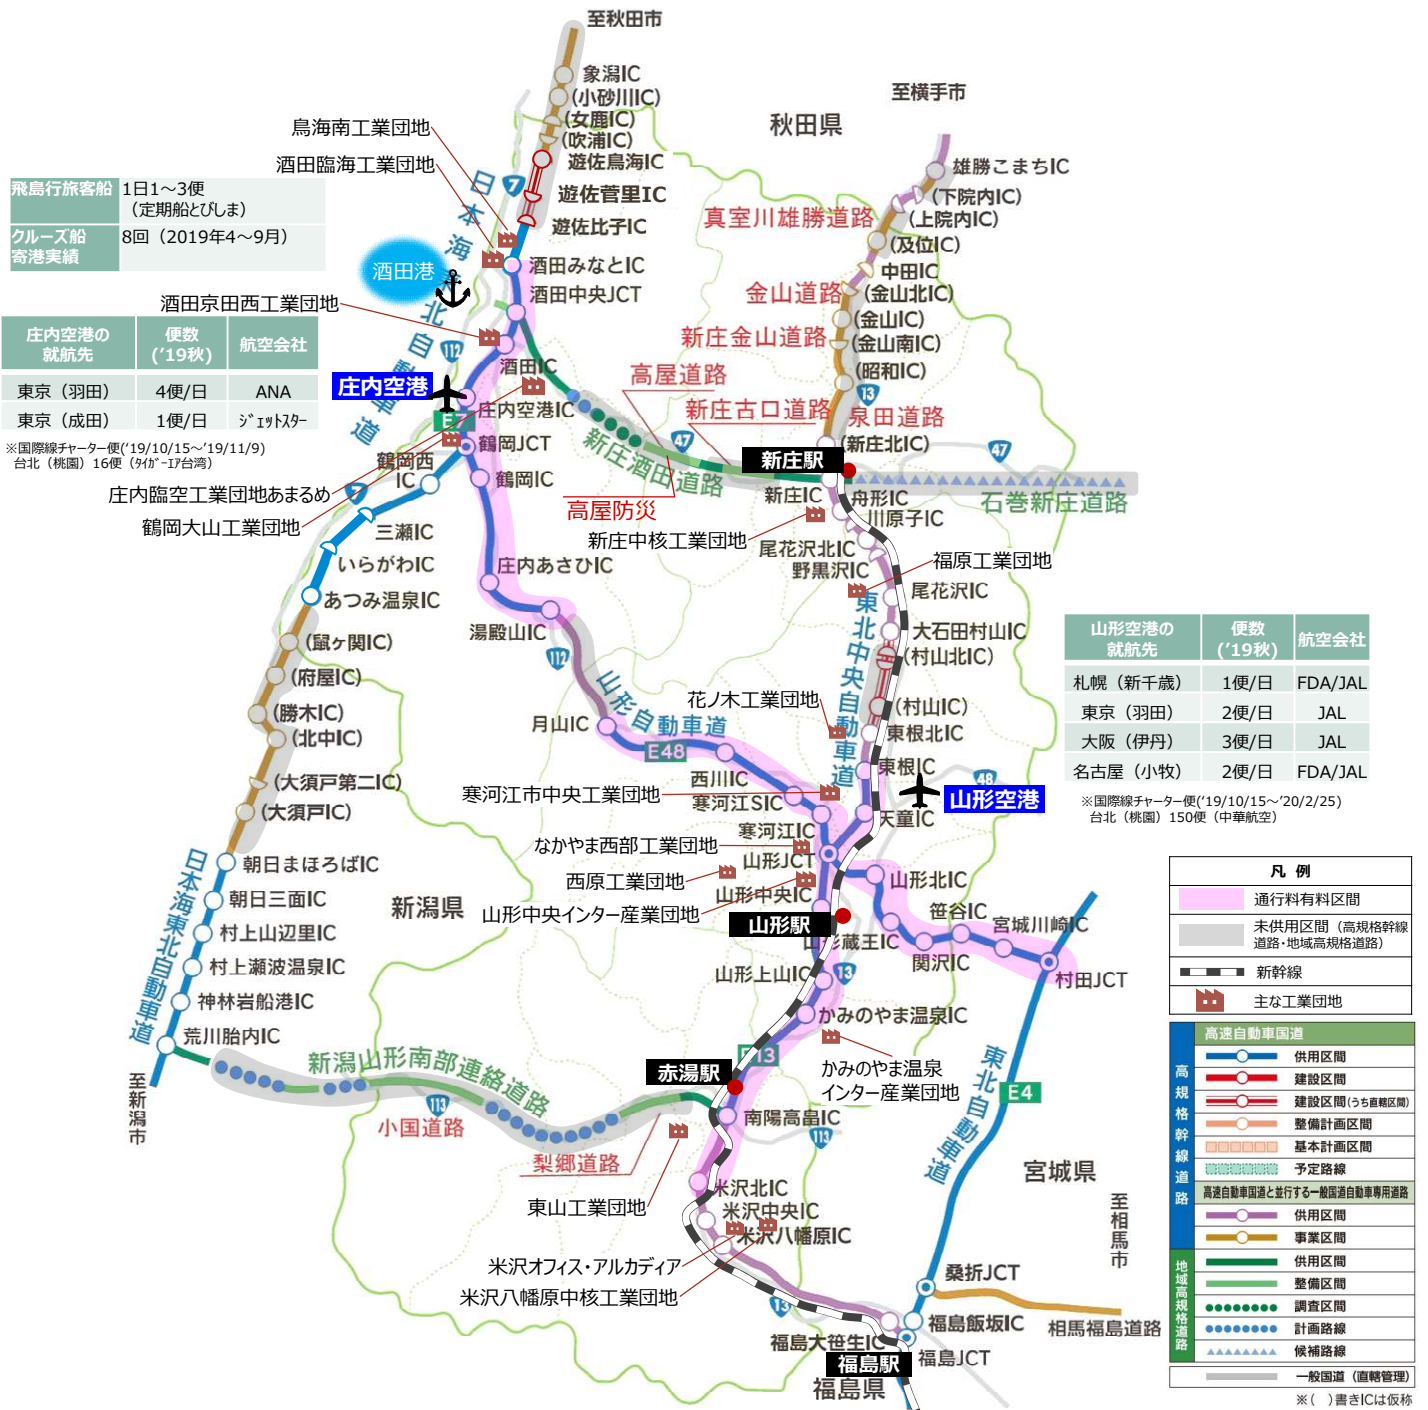 至秋田市
象潟IC
(小砂川IC)
(女鹿IC)
(吹浦IC)
遊佐鳥海IC
遊佐菅里IC
遊佐比子IC
鳥海南工業団地
酒田臨海工業団地
至横手市
秋田県
雄勝こまちIC
(下院内IC)
(上院内IC)
真室川雄勝道路
(及位IC)
中田IC
金山道路
(金山北IC)
(金山IC)
新庄金山道路
(金山南IC)
(昭和IC)
13
泉田道路
(新庄北IC)
飛島行旅客船 1日1～3便
（定期船とびしま）
クルーズ船 8回（2019年4～9月）
寄港実績
日本海東北自動車道
7
酒田港
酒田みなとIC
酒田中央JCT
酒田京田西工業団地
112
酒田IC
庄内空港の
就航先
便数
('19秋)
航空会社
東京（羽田） 4便/日 ANA
東京（成田） 1便/日 ｼﾞｪｯﾄｽﾀｰ
※国際線チャーター便('19/10/15～'19/11/9)
台北（桃園）16便（ﾀｲｶﾞｰｴｱ台湾）
庄内空港
庄内空港IC
E7
鶴岡JCT
鶴岡西
IC
鶴岡IC
庄内臨空工業団地あまるめ
鶴岡大山工業団地
7
三瀬IC
いらがわIC
あつみ温泉IC
(鼠ヶ関IC)
(府屋IC)
(勝木IC)
(北中IC)
(大須戸第二IC)
(大須戸IC)
朝日まほろばIC
朝日三面IC
村上山辺里IC
村上瀬波温泉IC
神林岩船港IC
荒川胎内IC
日本海東北自動車道
至新潟市
新潟県
高屋道路
新庄古口道路
47
新庄酒田道路
高屋防災
新庄駅
47
石巻新庄道路
新庄IC
舟形IC
川原子IC
新庄中核工業団地
尾花沢北IC
野黒沢IC
福原工業団地
尾花沢IC
大石田村山IC
(村山北IC)
(村山IC)
東根北IC
東根IC
東北中央自動車道
花ノ木工業団地
庄内あさひIC
湯殿山IC
112
月山IC
山形自動車道
E48
西川IC
寒河江SIC
寒河江IC
寒河江市中央工業団地
48
山形空港
天童IC
山形空港の
就航先
便数
('19秋)
航空会社
札幌（新千歳） 1便/日 FDA/JAL
東京（羽田） 2便/日 JAL
大阪（伊丹） 3便/日 JAL
名古屋（小牧） 2便/日 FDA/JAL
※国際線チャーター便('19/10/15～'20/2/25)
台北（桃園）150便（中華航空）
なかやま西部工業団地
山形JCT
西原工業団地
山形中央IC
山形中央インター産業団地
山形北IC
笹谷IC
宮城川崎IC
関沢IC
村田JCT
山形駅
山形蔵王IC
山形上山IC
13
かみのやま温泉IC
かみのやま温泉
インター産業団地
E13
赤湯駅
南陽高畠IC
113
新潟山形南部連絡道路
113
小国道路
梨郷道路
東山工業団地
米沢北IC
米沢中央IC
米沢八幡原IC
米沢オフィス・アルカディア
米沢八幡原中核工業団地
13
東北自動車道
E4
宮城県
至相馬市
桑折JCT
福島飯坂IC
相馬福島道路
福島大笹生IC
福島JCT
福島駅
福島県
凡 例
通行料有料区間
未供用区間（高規格幹線
道路・地域高規格道路）
新幹線
主な工業団地
高規格幹線道路
高速自動車国道
供用区間
建設区間
建設区間(うち直轄区間)
整備計画区間
基本計画区間
予定路線
高速自動車国道と並行する一般国道自動車専用道路
供用区間
事業区間
地域高規格道路
供用区間
整備区間
調査区間
計画路線
候補路線
一般国道（直轄管理）
※( )書きICは仮称